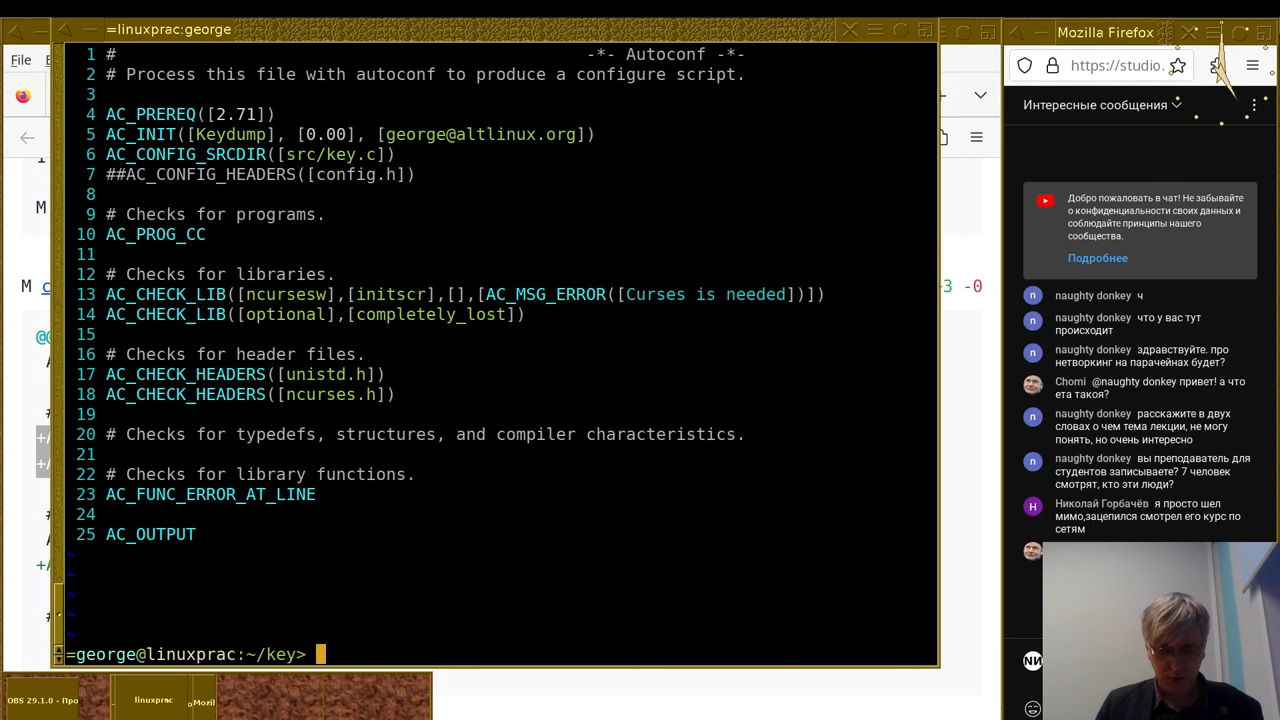 =linuxprac:george
Mozilla Firefox
File
https://studio.
1 # -*- Autoconf -*-
2 # Process this file with autoconf to produce a configure script.
3
4 AC_PREREQ([2.71])
5 AC_INIT([Keydump], [0.00], [george@altlinux.org])
6 AC_CONFIG_SRCDIR([src/key.c])
7 ##AC_CONFIG_HEADERS([config.h])
8
9 # Checks for programs.
10 AC_PROG_CC
11
12 # Checks for libraries.
13 AC_CHECK_LIB([ncursesw],[initscr],[],[AC_MSG_ERROR([Curses is needed])])
14 AC_CHECK_LIB([optional],[completely_lost])
15
16 # Checks for header files.
17 AC_CHECK_HEADERS([unistd.h])
18 AC_CHECK_HEADERS([ncurses.h])
19
20 # Checks for typedefs, structures, and compiler characteristics.
21
22 # Checks for library functions.
23 AC_FUNC_ERROR_AT_LINE
24
25 AC_OUTPUT
~
~
~
~
~
=george@linuxprac:~/key>
M
M c
@@
+A
+A
+A
-3 -0
Интересные сообщения
Добро пожаловать в чат! Не забывайте
о конфиденциальности своих данных и
соблюдайте принципы нашего
сообщества.
Подробнее
n naughty donkey ч
n naughty donkey что у вас тут
происходит
n naughty donkey здравствуйте. про
нетворкинг на парачейнах будет?
Chomi @naughty donkey привет! а что
ета такоя?
n naughty donkey расскажите в двух
словах о чем тема лекции, не могу
понять, но очень интересно
n naughty donkey вы преподаватель для
студентов записываете? 7 человек
смотрят, кто эти люди?
Н Николай Горбачёв я просто шел
мимо,зацепился смотрел его курс по
сетям
DBS 29.1.0 - Про
linuxprac
Mozil